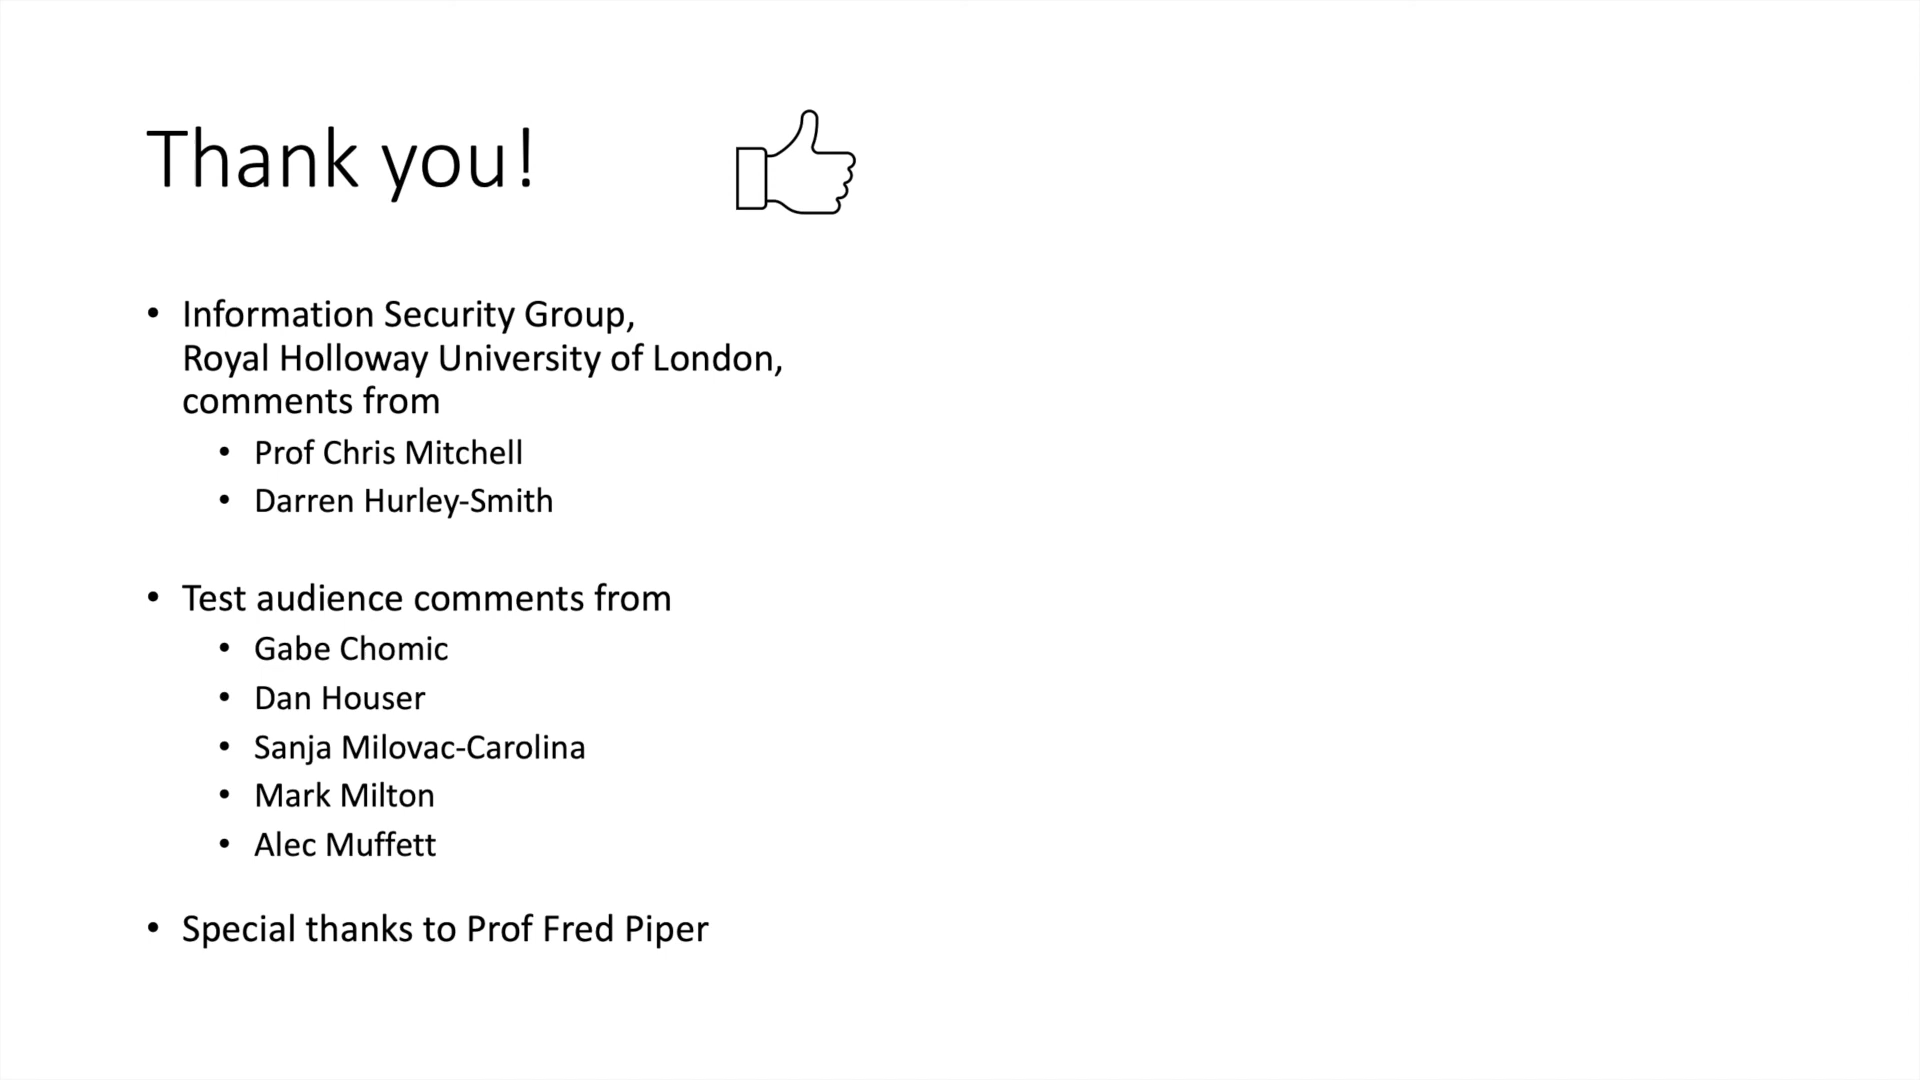 Thank you!
• Information Security Group,
Royal Holloway University of London,
comments from
• Prof Chris Mitchell
• Darren Hurley-Smith
• Test audience comments from
• Gabe Chomic
• Dan Houser
• Sanja Milovac-Carolina
• Mark Milton
• Alec Muffett
• Special thanks to Prof Fred Piper